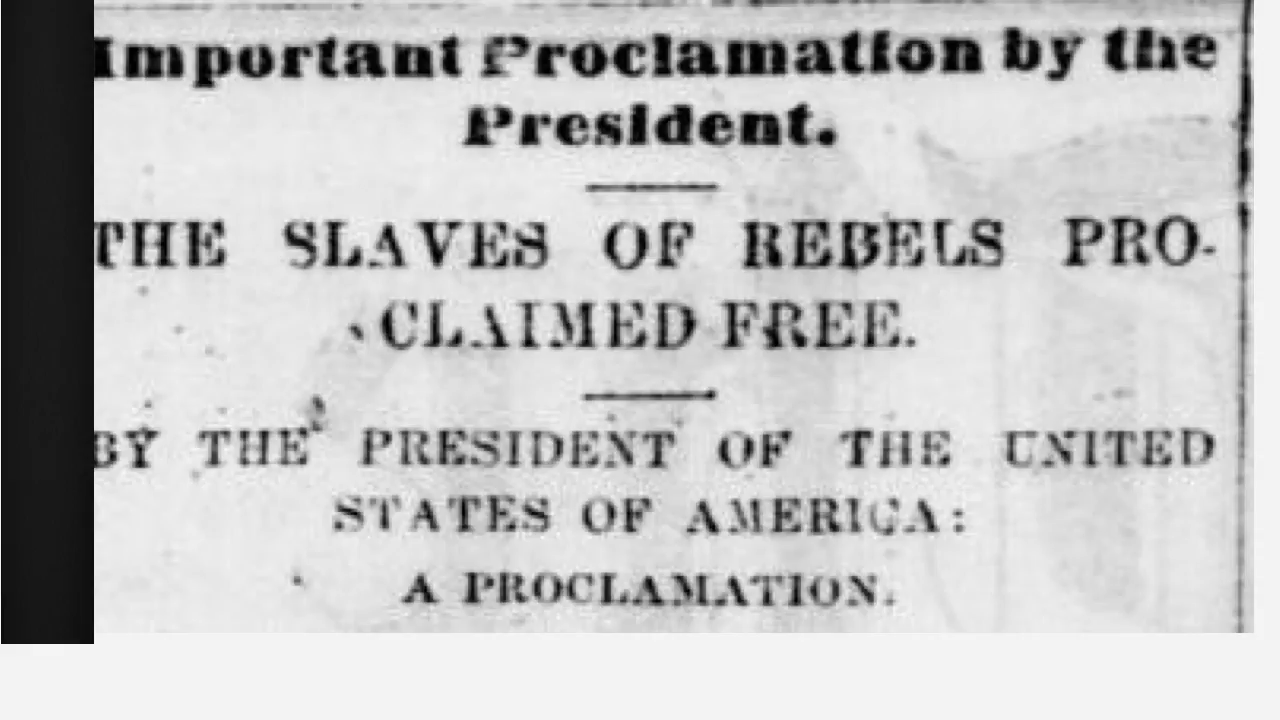 Important Proclamation by the
President.
THE SLAVES OF REBELS PRO-
CLAIMED FREE.
BY THE PRESIDENT OF THE UNITED
STATES OF AMERICA:
A PROCLAMATION.